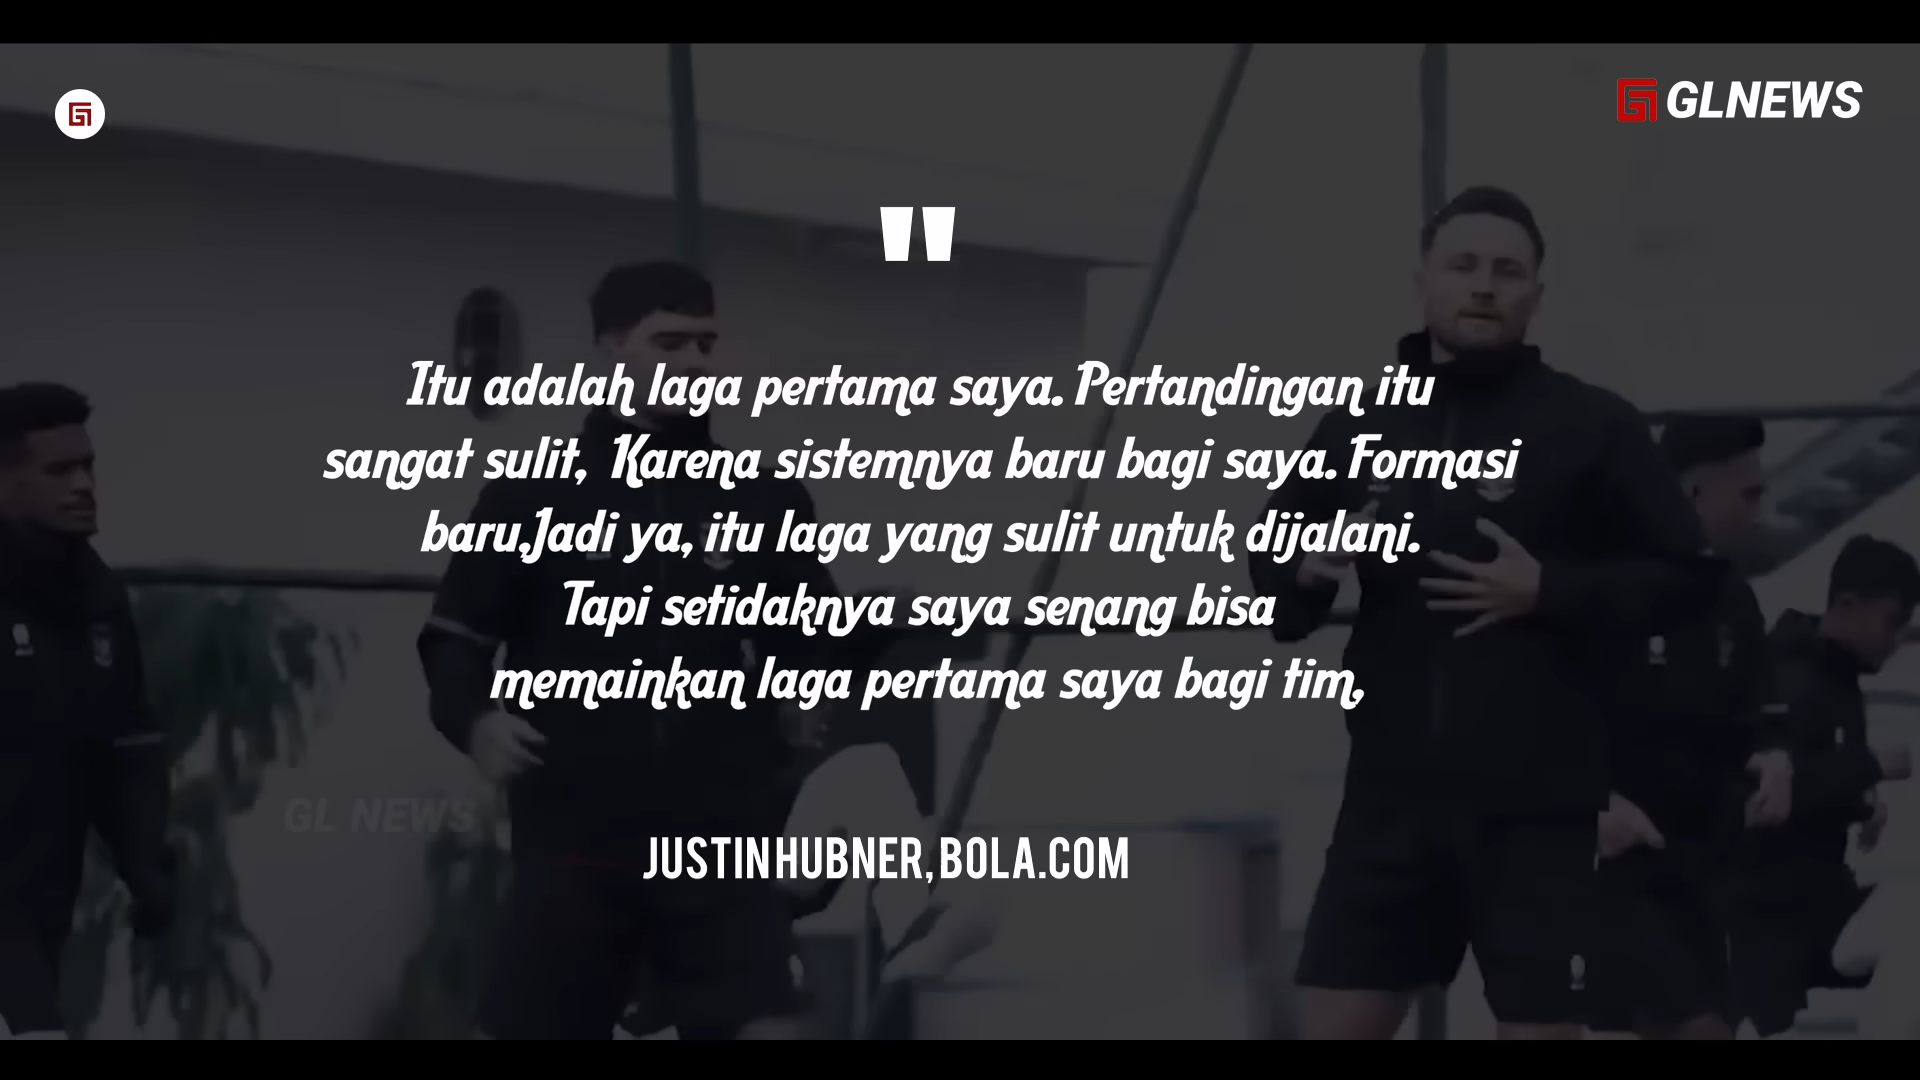 GLNEWS
"
Itu adalah laga pertama saya. Pertandingan itu
sangat sulit, Karena sistemnya baru bagi saya. Formasi
baru,Jadi ya, itu laga yang sulit untuk dijalani.
Tapi setidaknya saya senang bisa
memainkan laga pertama saya bagi tim,
GL NEWS
JUSTIN HUBNER, BOLA.COM